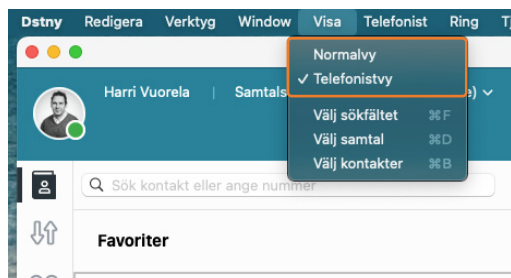 Dstny Redigera Verktyg Window Visa Telefonist Ring
Normalvy
✓ Telefonistvy
Harri Vuorela | Samtals
e)
Välj sökfältet ⌘F
Välj samtal ⌘D
Välj kontakter ⌘B
Sök kontakt eller ange nummer
Favoriter